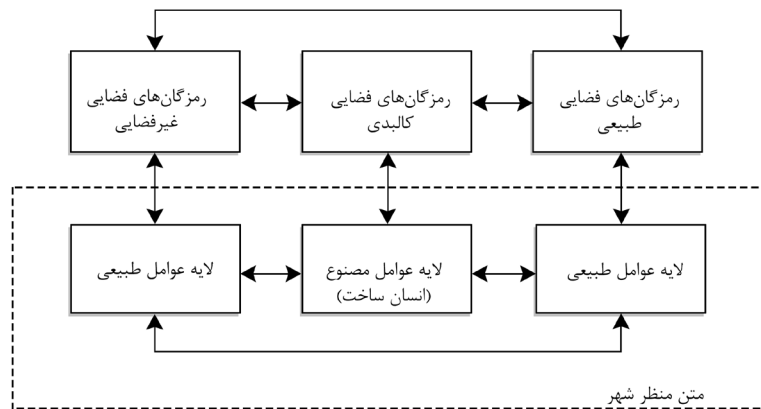 رمزگان‌های فضایی
طبیعی
رمزگان‌های فضایی
کالبدی
رمزگان‌های فضایی
غیرفضایی
لایه عوامل طبیعی
لایه عوامل مصنوع
(انسان ساخت)
لایه عوامل طبیعی
متن منظر شهر